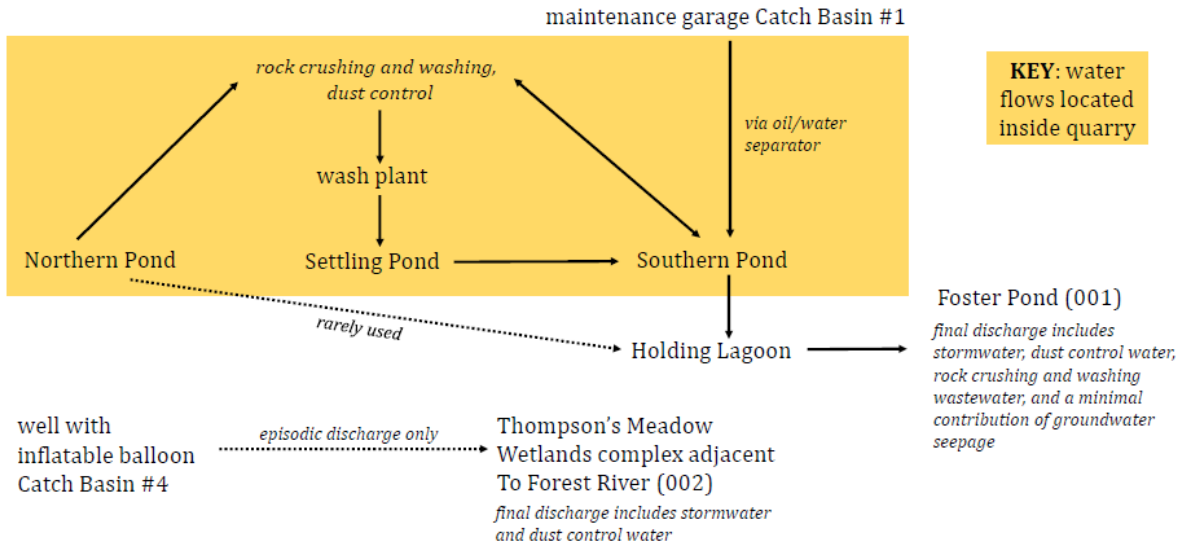 maintenance garage Catch Basin #1
rock crushing and washing,
dust control
KEY: water
flows located
inside quarry
via oil/water
separator
wash plant
Northern Pond
Settling Pond
Southern Pond
Foster Pond (001)
final discharge includes
stormwater, dust control water,
rock crushing and washing
wastewater, and a minimal
contribution of groundwater
seepage
rarely used
Holding Lagoon
well with
inflatable balloon
Catch Basin #4
episodic discharge only
Thompson's Meadow
Wetlands complex adjacent
To Forest River (002)
final discharge includes stormwater
and dust control water